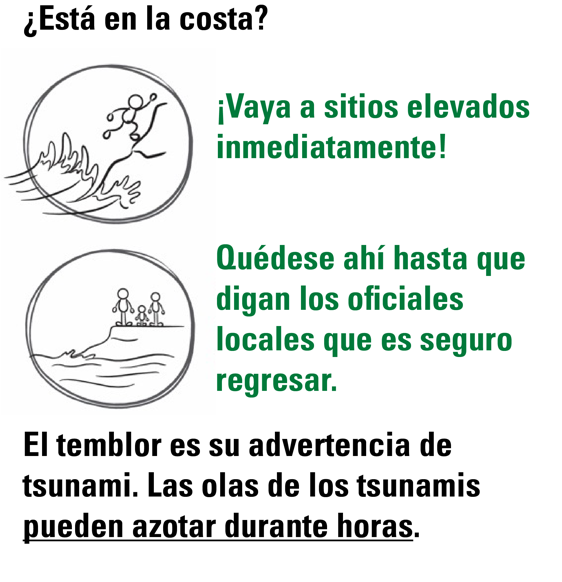 ¿Está en la costa?
¡Vaya a sitios elevados
inmediatamente!
Quédese ahí hasta que
digan los oficiales
locales que es seguro
regresar.
El temblor es su advertencia de
tsunami. Las olas de los tsunamis
pueden azotar durante horas.